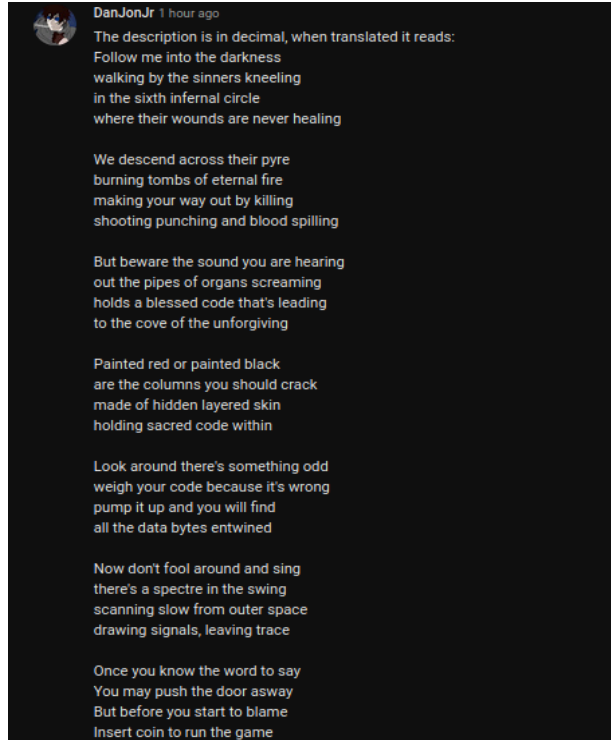 DanJonJr 1 hour ago
The description is in decimal, when translated it reads:
Follow me into the darkness
walking by the sinners kneeling
in the sixth infernal circle
where their wounds are never healing
We descend across their pyre
burning tombs of eternal fire
making your way out by killing
shooting punching and blood spilling
But beware the sound you are hearing
out the pipes of organs screaming
holds a blessed code that's leading
to the cove of the unforgiving
Painted red or painted black
are the columns you should crack
made of hidden layered skin
holding sacred code within
Look around there's something odd
weigh your code because it's wrong
pump it up and you will find
all the data bytes entwined
Now don't fool around and sing
there's a spectre in the swing
scanning slow from outer space
drawing signals, leaving trace
Once you know the word to say
You may push the door asway
But before you start to blame
Insert coin to run the game